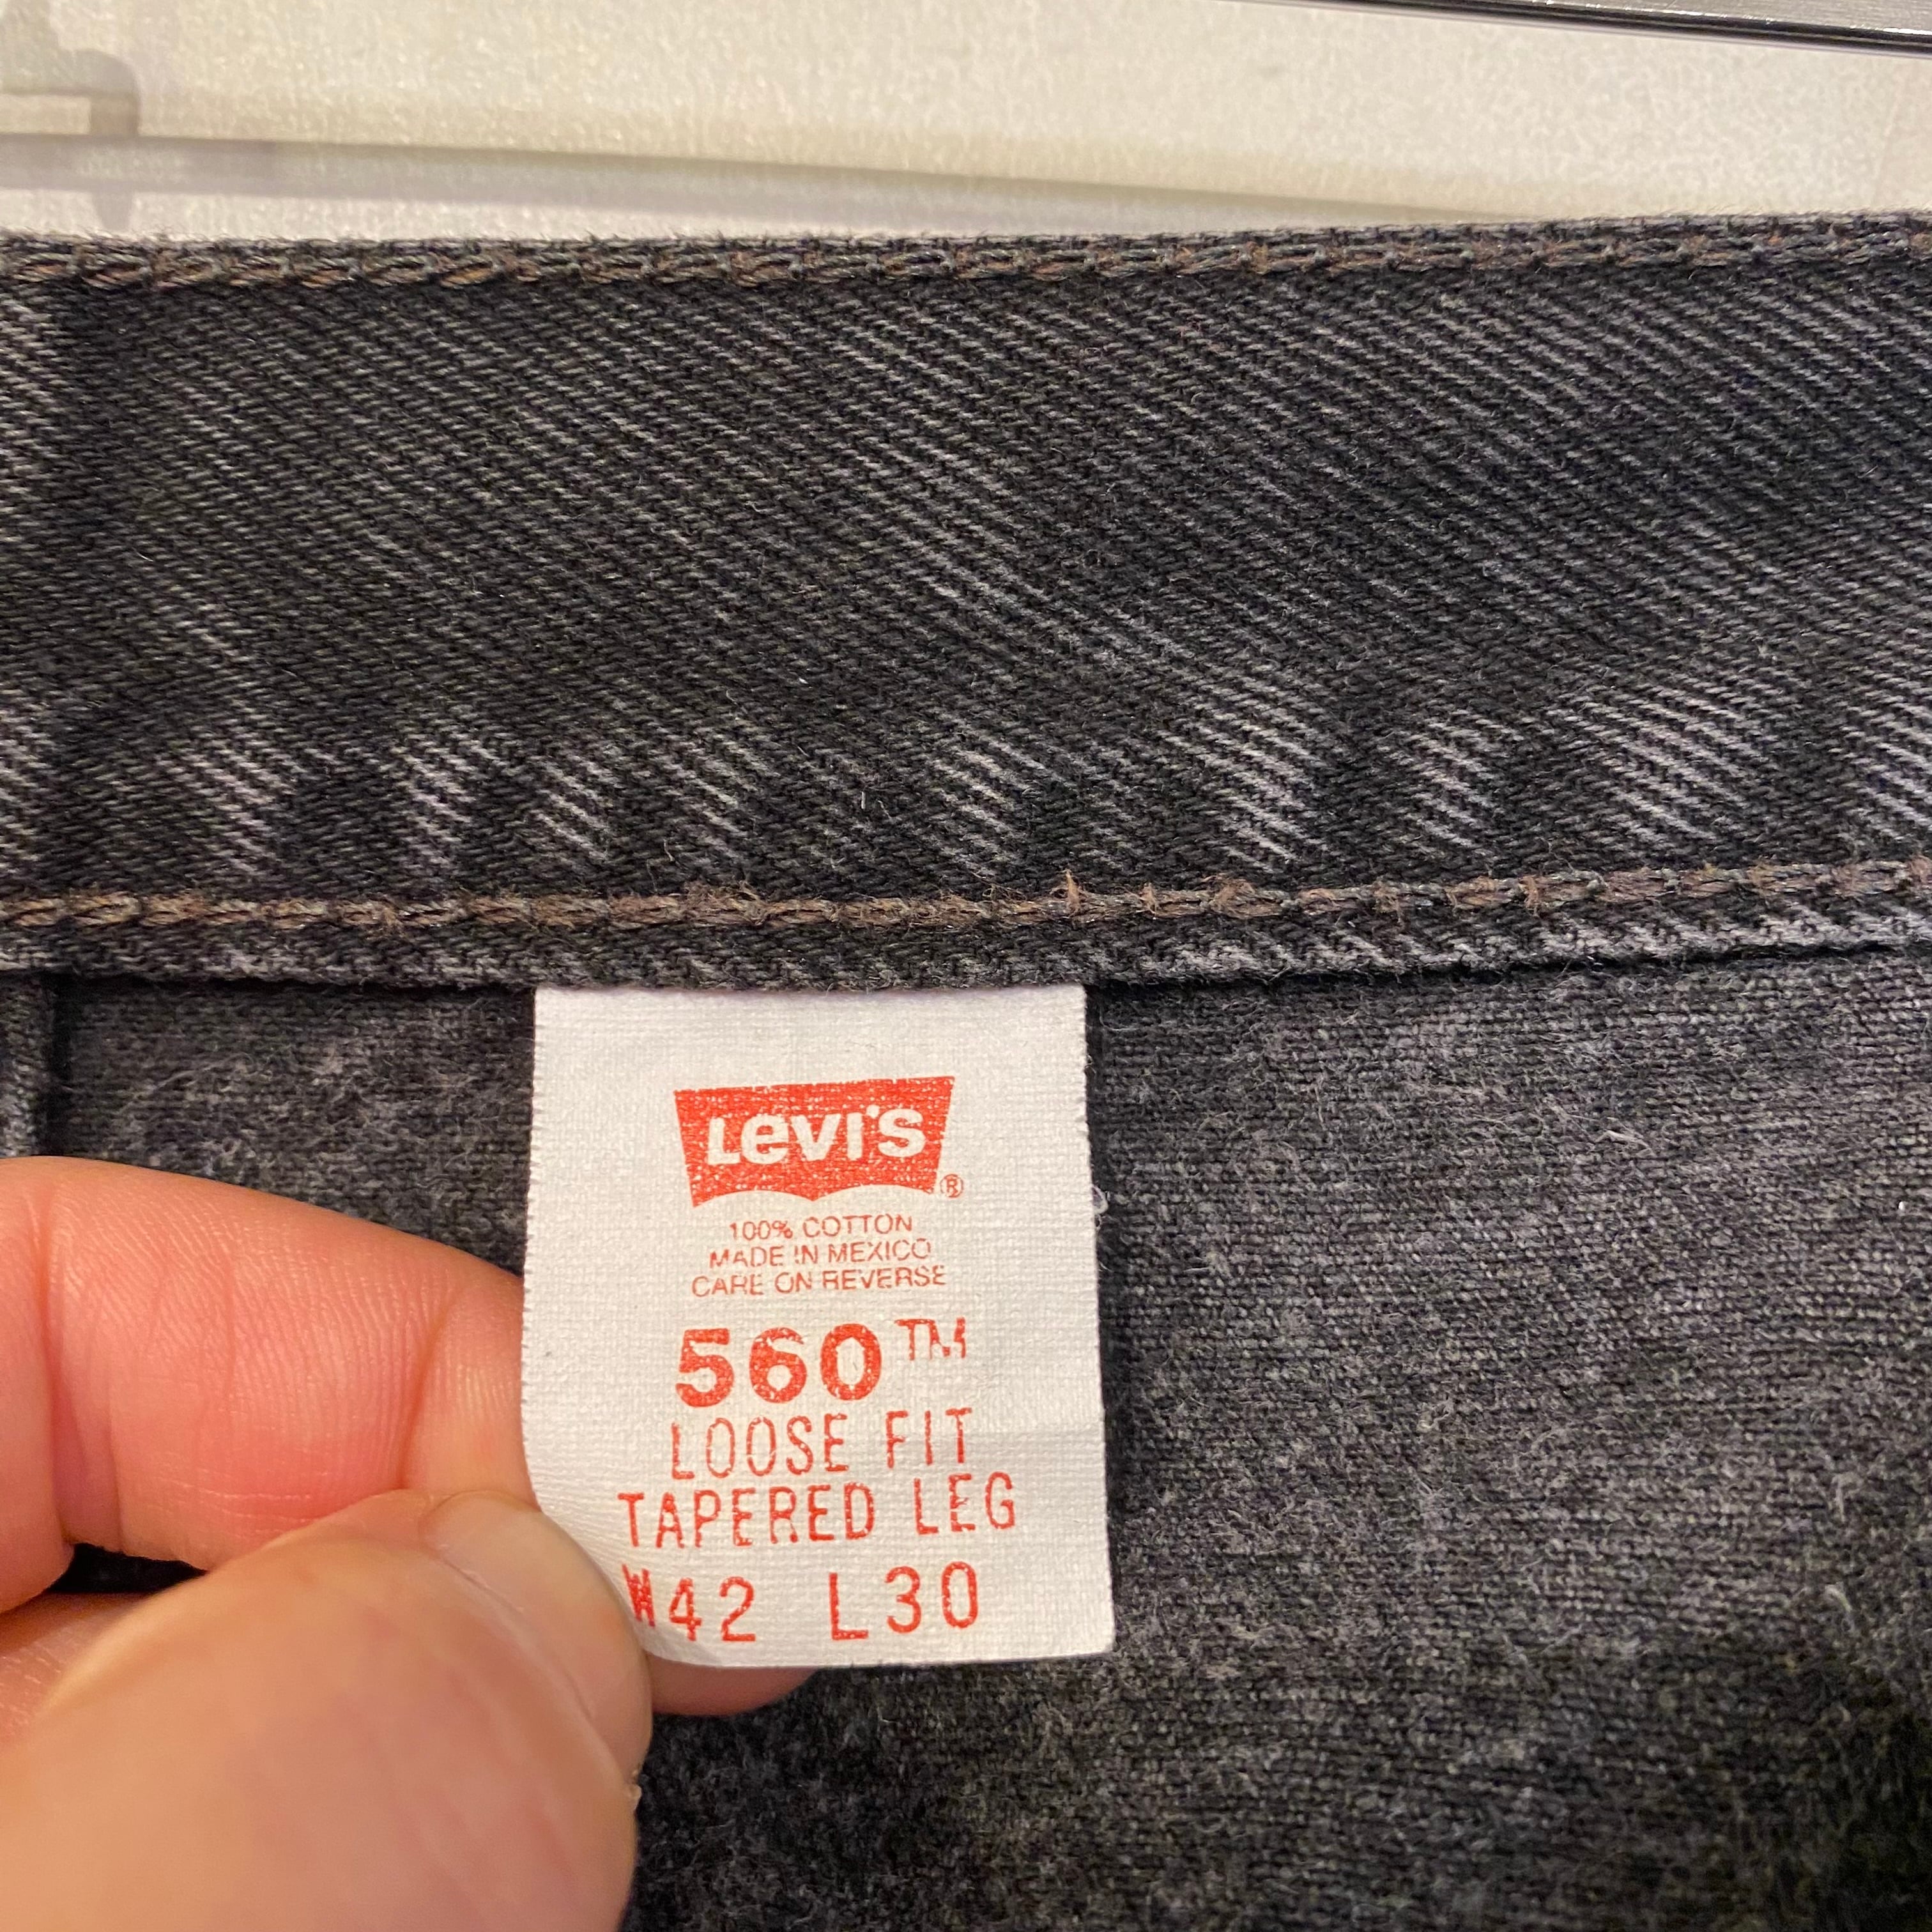 LEVI'S ®
100% COTTON
MADE IN MEXICO
CARE ON REVERSE
560™
LOOSE FIT
TAPERED LEG
W42 L30